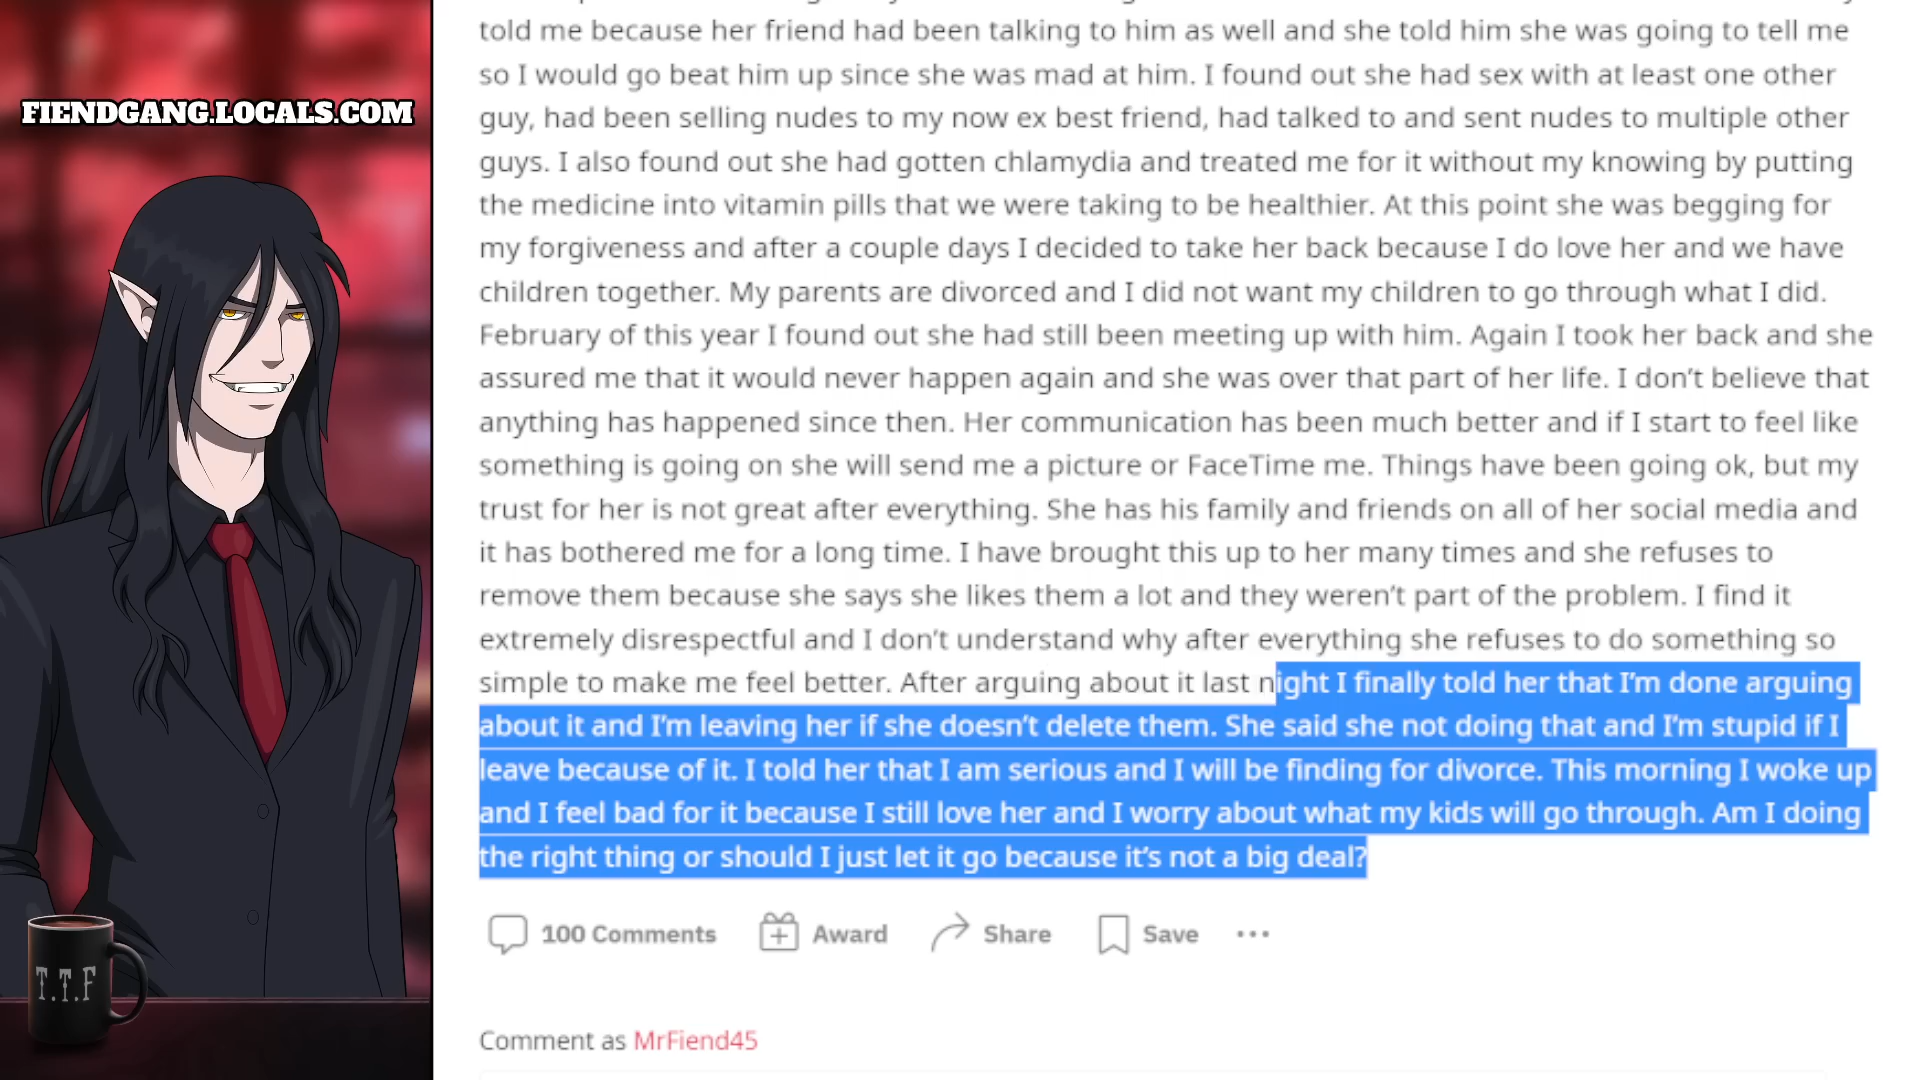 FIENDGANG.LOCALS.COM
told me because her friend had been talking to him as well and she told him she was going to tell me
so I would go beat him up since she was mad at him. I found out she had sex with at least one other
guy, had been selling nudes to my now ex best friend, had talked to and sent nudes to multiple other
guys. I also found out she had gotten chlamydia and treated me for it without my knowing by putting
the medicine into vitamin pills that we were taking to be healthier. At this point she was begging for
my forgiveness and after a couple days I decided to take her back because I do love her and we have
children together. My parents are divorced and I did not want my children to go through what I did.
February of this year I found out she had still been meeting up with him. Again I took her back and she
assured me that it would never happen again and she was over that part of her life. I don’t believe that
anything has happened since then. Her communication has been much better and if I start to feel like
something is going on she will send me a picture or FaceTime me. Things have been going ok, but my
trust for her is not great after everything. She has his family and friends on all of her social media and
it has bothered me for a long time. I have brought this up to her many times and she refuses to
remove them because she says she likes them a lot and they weren’t part of the problem. I find it
extremely disrespectful and I don’t understand why after everything she refuses to do something so
simple to make me feel better. After arguing about it last night I finally told her that I’m done arguing
about it and I’m leaving her if she doesn’t delete them. She said she not doing that and I’m stupid if I
leave because of it. I told her that I am serious and I will be finding for divorce. This morning I woke up
and I feel bad for it because I still love her and I worry about what my kids will go through. Am I doing
the right thing or should I just let it go because it’s not a big deal?
100 Comments Award Share Save
T.T.F
Comment as MrFiend45